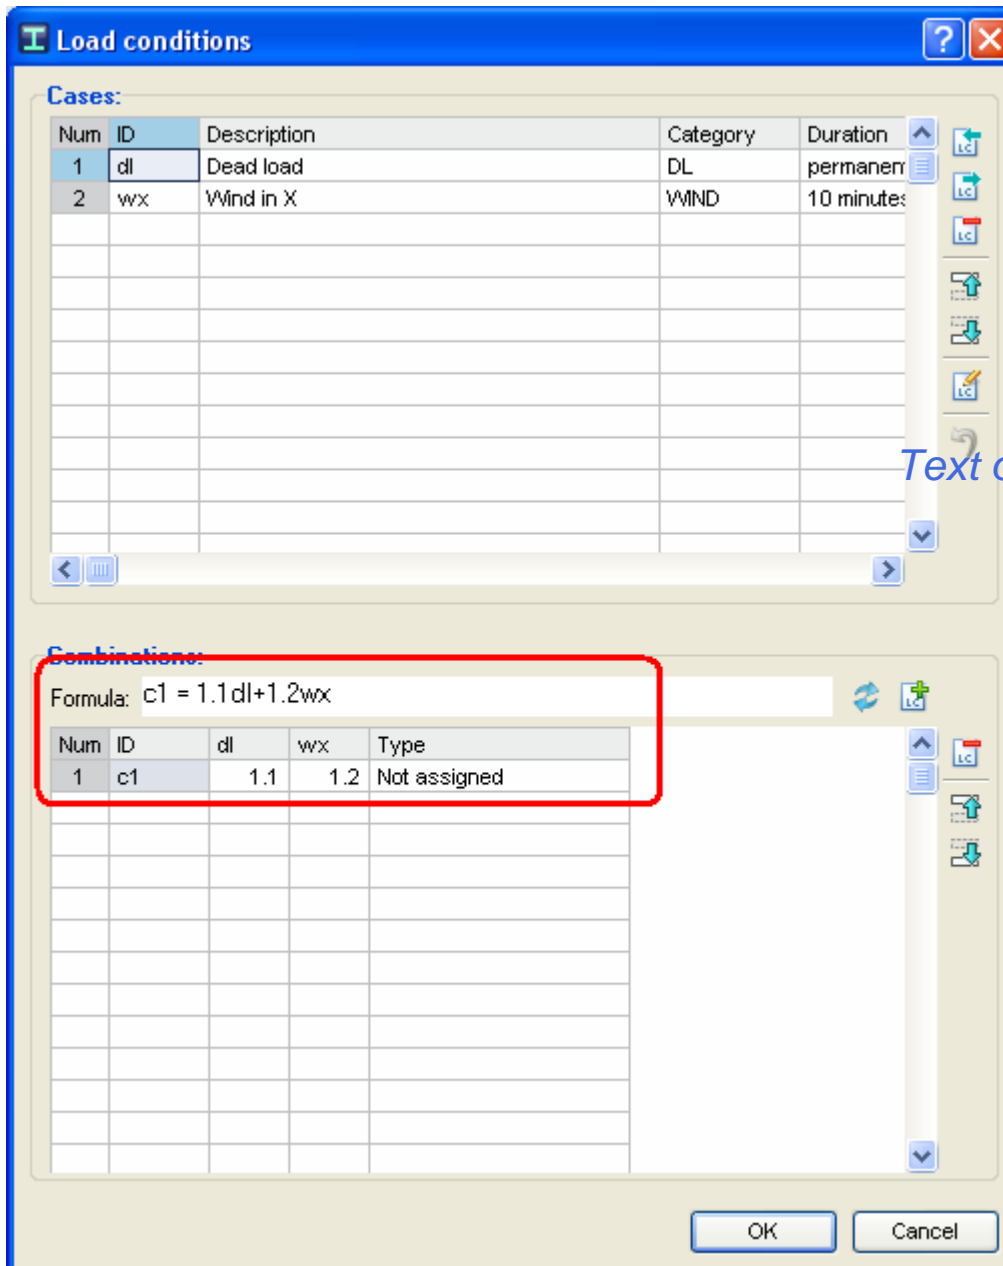 Load conditions
Cases:
Num ID Description Category Duration
1 dl Dead load DL permanen
2 wx Wind in X WIND 10 minutes
Text
Combinations:
Formula: c1 = 1.1dl+1.2wx
Num ID dl wx Type
1 c1 1.1 1.2 Not assigned
OK Cancel